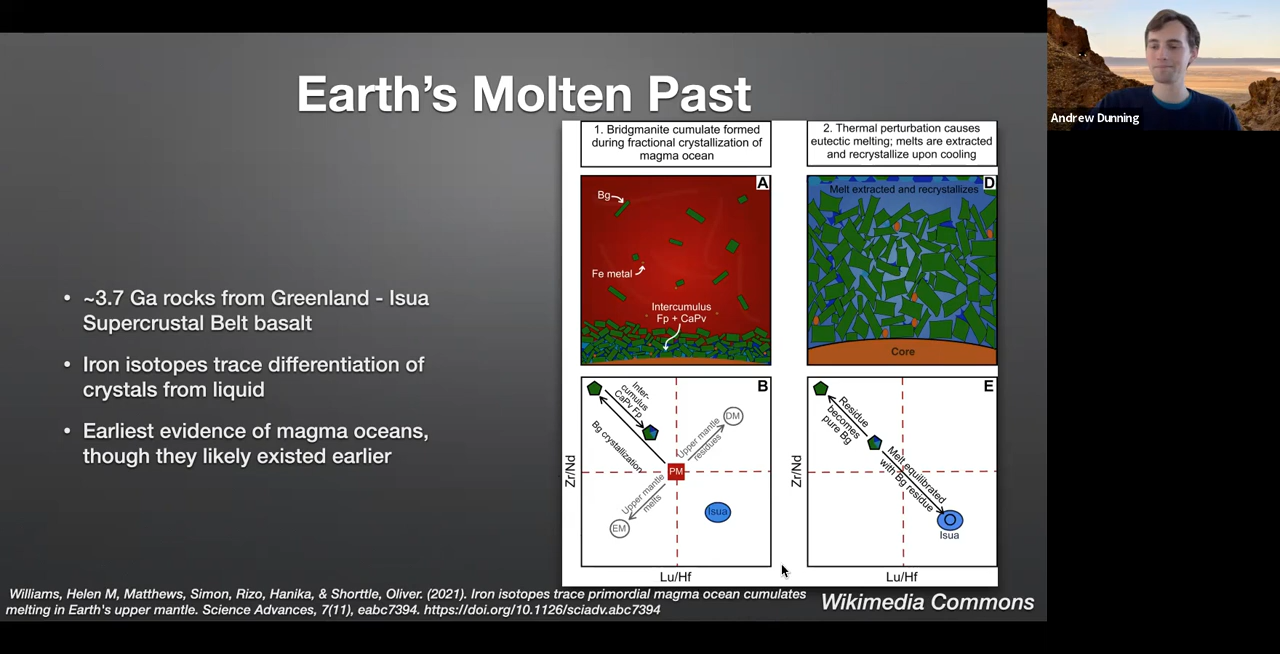 Earth's Molten Past
Andrew Dunning
• ~3.7 Ga rocks from Greenland - Isua
Supercrustal Belt basalt
• Iron isotopes trace differentiation of
crystals from liquid
• Earliest evidence of magma oceans,
though they likely existed earlier
1. Bridgmanite cumulate formed
during fractional crystallization of
magma ocean
A
Bg
Fe metal
Intercumulus
Fp + CaPv
B
Inter-
cumulus
CaPv Fp
Bg crystallization
DM
Upper mantle
residues
PM
Upper mantle
melts
EM
Isua
Zr/Nd
Lu/Hf
2. Thermal perturbation causes
eutectic melting; melts are extracted
and recrystallize upon cooling
D
Melt extracted and recrystallizes
Core
E
Residue
becomes
pure Bg
Melt equilibrated
with Bg residue
Isua
Zr/Nd
Lu/Hf
Williams, Helen M, Matthews, Simon, Rizo, Hanika, & Shorttle, Oliver. (2021). Iron isotopes trace primordial magma ocean cumulates
melting in Earth's upper mantle. Science Advances, 7(11), eabc7394. https://doi.org/10.1126/sciadv.abc7394
Wikimedia Commons